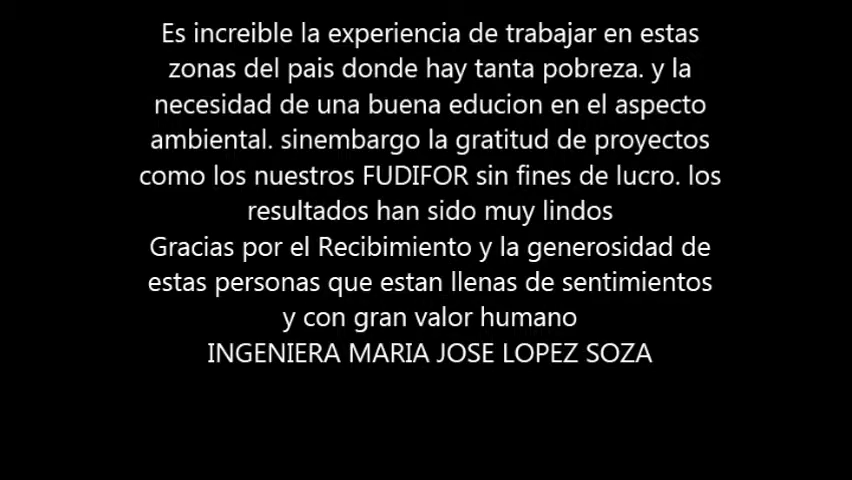 Es increible la experiencia de trabajar en estas
zonas del pais donde hay tanta pobreza. y la
necesidad de una buena educion en el aspecto
ambiental. sinembargo la gratitud de proyectos
como los nuestros FUDIFOR sin fines de lucro. los
resultados han sido muy lindos
Gracias por el Recibimiento y la generosidad de
estas personas que estan llenas de sentimientos
y con gran valor humano
INGENIERA MARIA JOSE LOPEZ SOZA